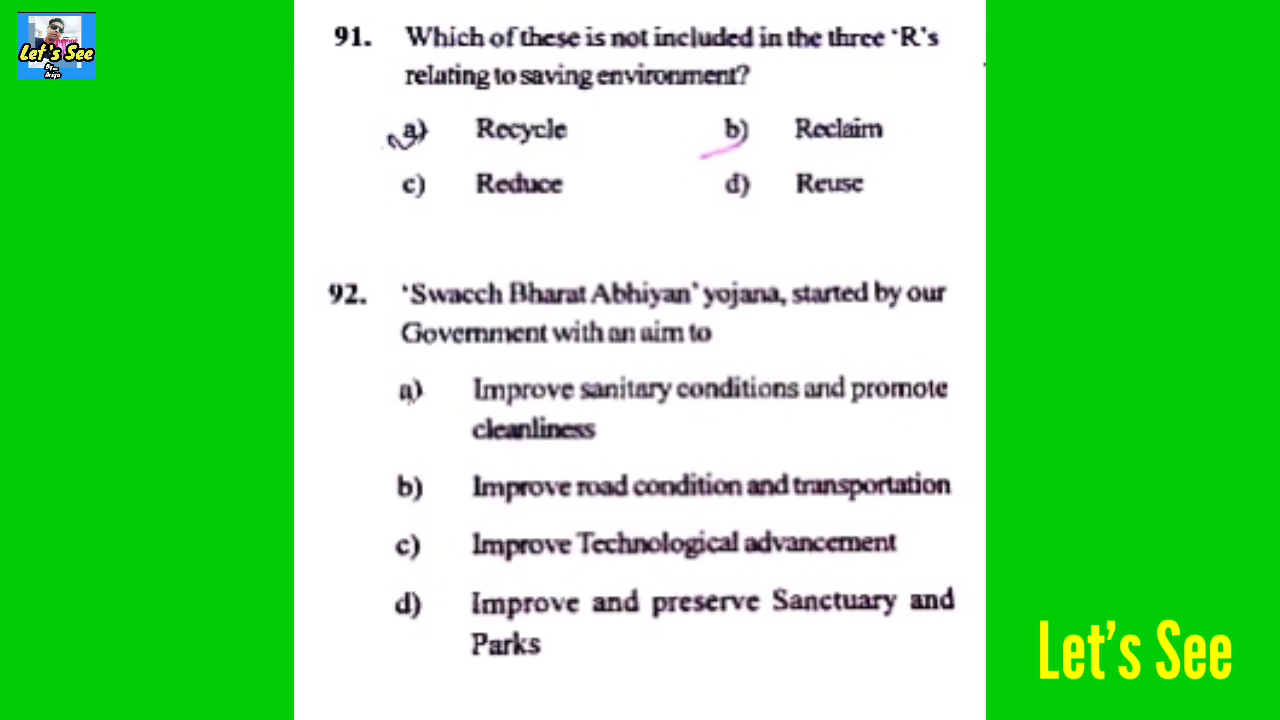 Let's See
91. Which of these is not included in the three 'R's
relating to saving environment?
a) Recycle b) Reclaim
c) Reduce d) Reuse
92. 'Swacch Bharat Abhiyan' yojana, started by our
Government with an aim to
a) Improve sanitary conditions and promote
cleanliness
b) Improve road condition and transportation
c) Improve Technological advancement
d) Improve and preserve Sanctuary and
Parks
Let's See